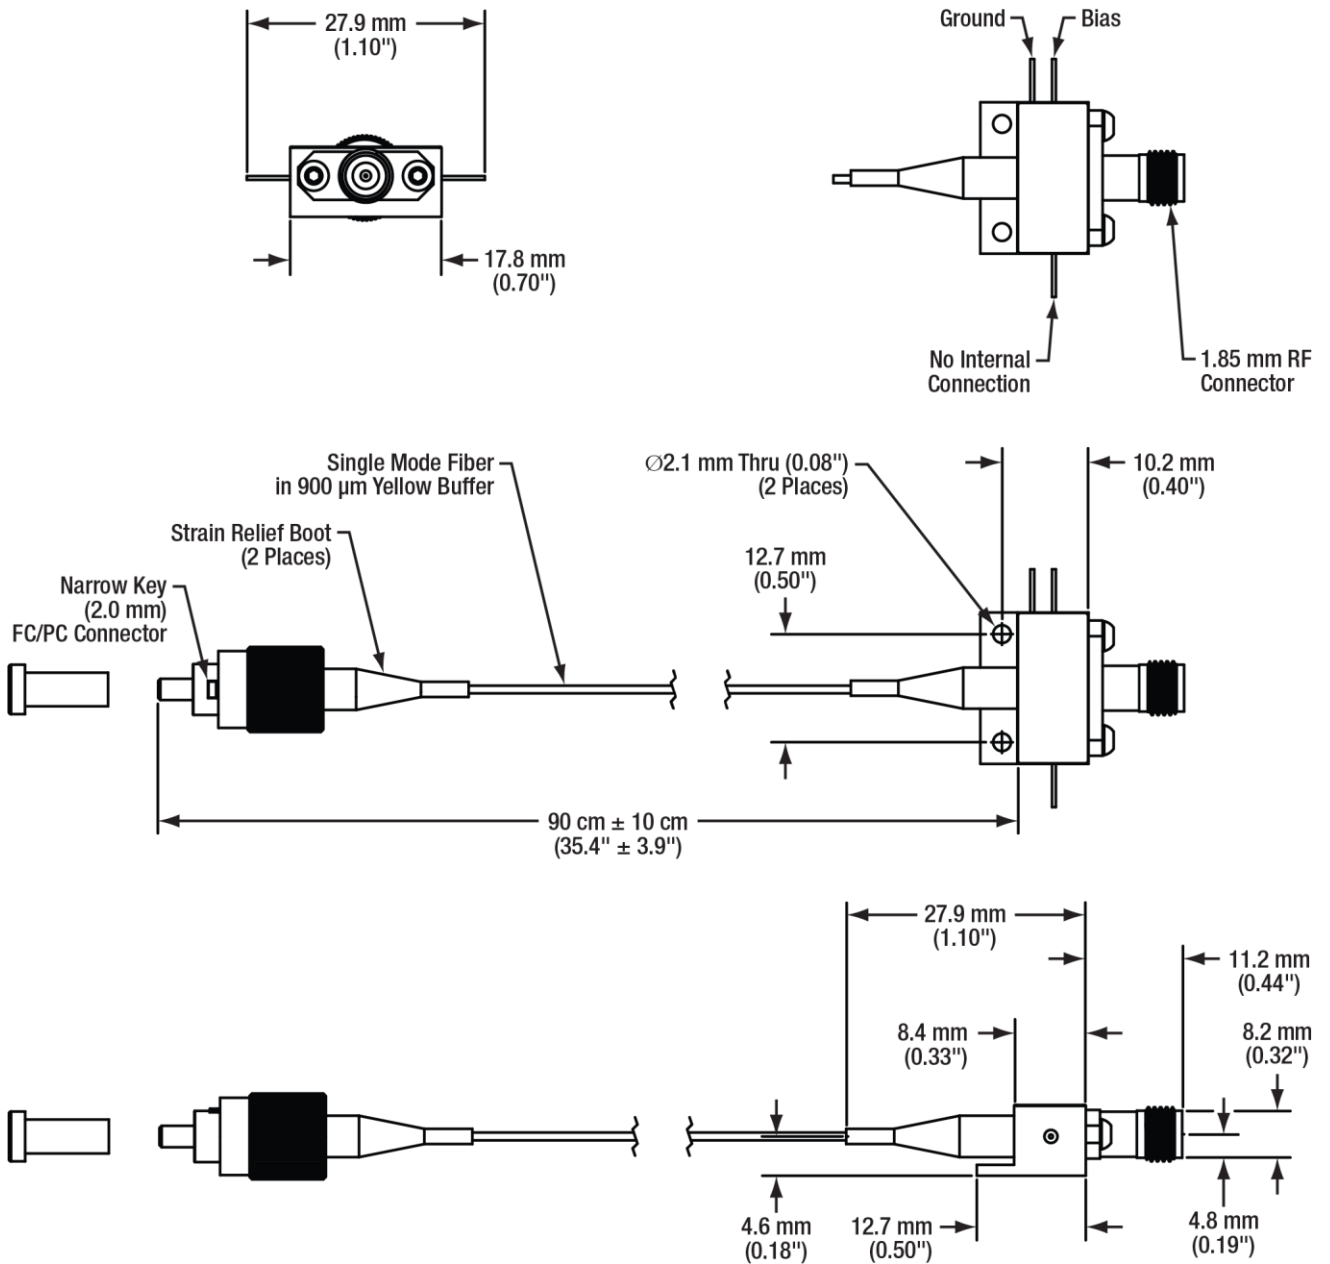 27.9 mm
(1.10")
Ground
Bias
17.8 mm
(0.70")
No Internal
Connection
1.85 mm RF
Connector
Single Mode Fiber
in 900 µm Yellow Buffer
Strain Relief Boot
(2 Places)
Narrow Key
(2.0 mm)
FC/PC Connector
Ø2.1 mm Thru (0.08")
(2 Places)
10.2 mm
(0.40")
12.7 mm
(0.50")
90 cm ± 10 cm
(35.4" ± 3.9")
27.9 mm
(1.10")
11.2 mm
(0.44")
8.4 mm
(0.33")
8.2 mm
(0.32")
4.6 mm
(0.18")
12.7 mm
(0.50")
4.8 mm
(0.19")